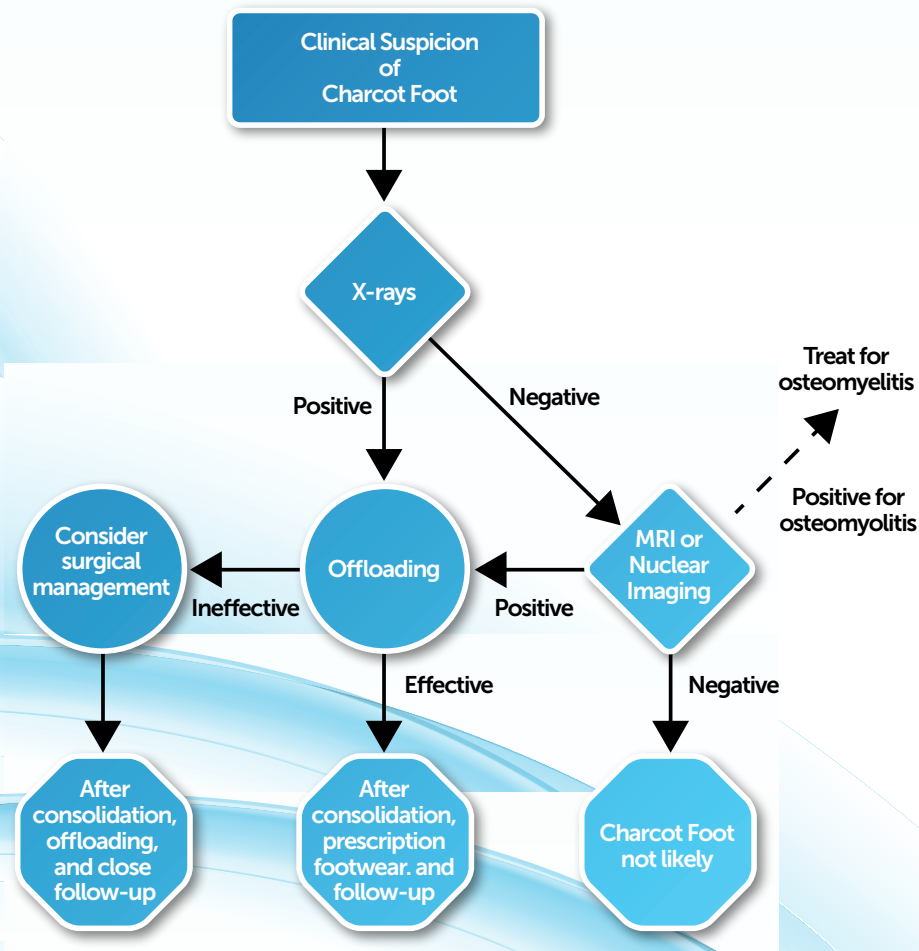 Clinical Suspicion
of
Charcot Foot
X-rays
Positive
Negative
Treat for
osteomyelitis
Positive for
osteomyolitis
Consider
surgical
management
Ineffective
Offloading
Positive
MRI or
Nuclear
Imaging
Effective
Negative
After
consolidation,
offloading,
and close
follow-up
After
consolidation,
prescription
footwear. and
follow-up
Charcot Foot
not likely